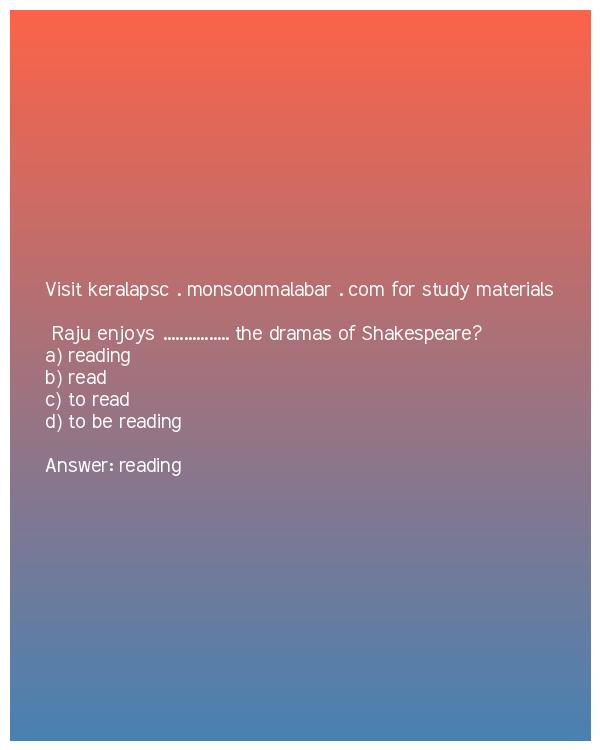 Visit keralapsc . monsoonmalabar . com for study materials
Raju enjoys ................ the dramas of Shakespeare?
a) reading
b) read
c) to read
d) to be reading
Answer: reading